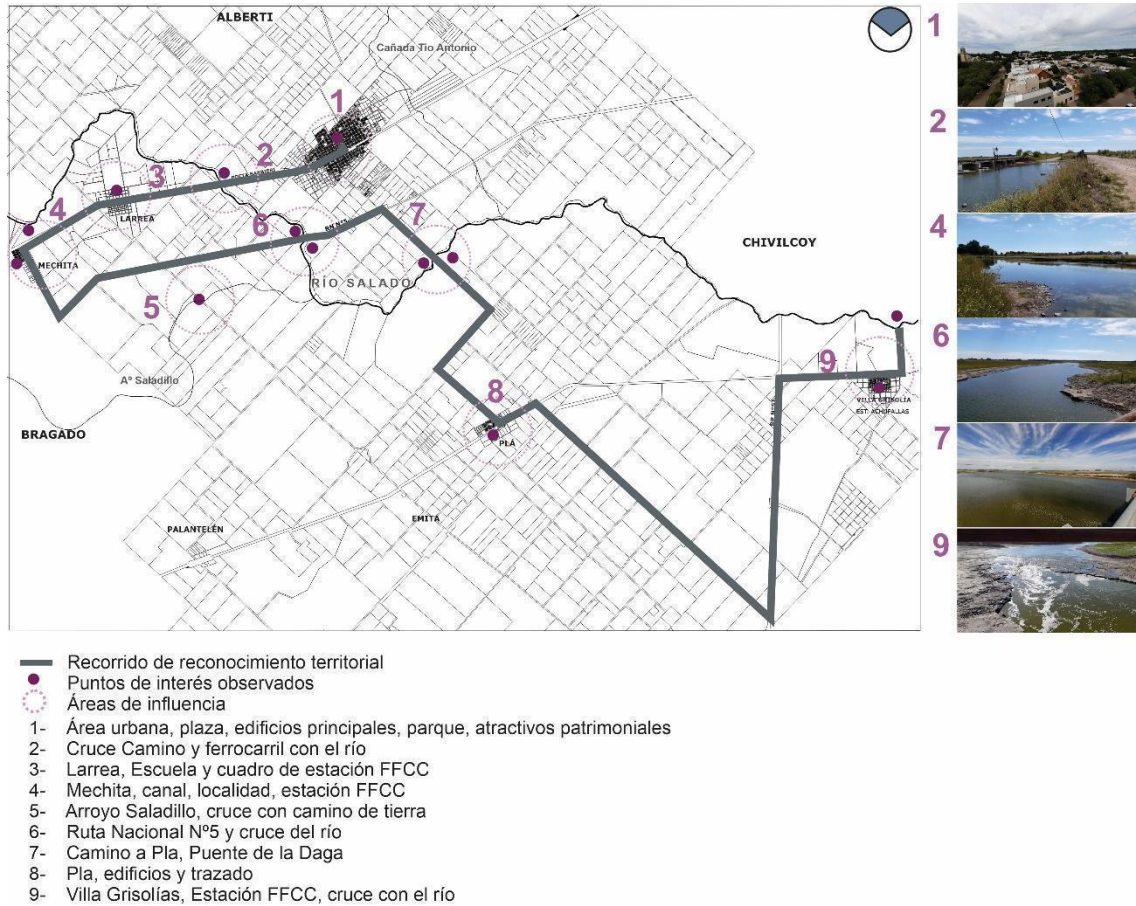 ALBERTI
Cañada Tio Antonio
1
1
2
2
3
LARREA
4
MECHITA
6
RN Nº5
7
CHIVILCOY
4
RÍO SALADO
5
6
Aº Saladillo
9
8
VILLA GRISOLIA
EST. ACHUPALLAS
BRAGADO
PLÁ
7
EMITA
PALANTELÉN
9
Recorrido de reconocimiento territorial
Puntos de interés observados
Áreas de influencia
1- Área urbana, plaza, edificios principales, parque, atractivos patrimoniales
2- Cruce Camino y ferrocarril con el río
3- Larrea, Escuela y cuadro de estación FFCC
4- Mechita, canal, localidad, estación FFCC
5- Arroyo Saladillo, cruce con camino de tierra
6- Ruta Nacional Nº5 y cruce del río
7- Camino a Pla, Puente de la Daga
8- Pla, edificios y trazado
9- Villa Grisolías, Estación FFCC, cruce con el río